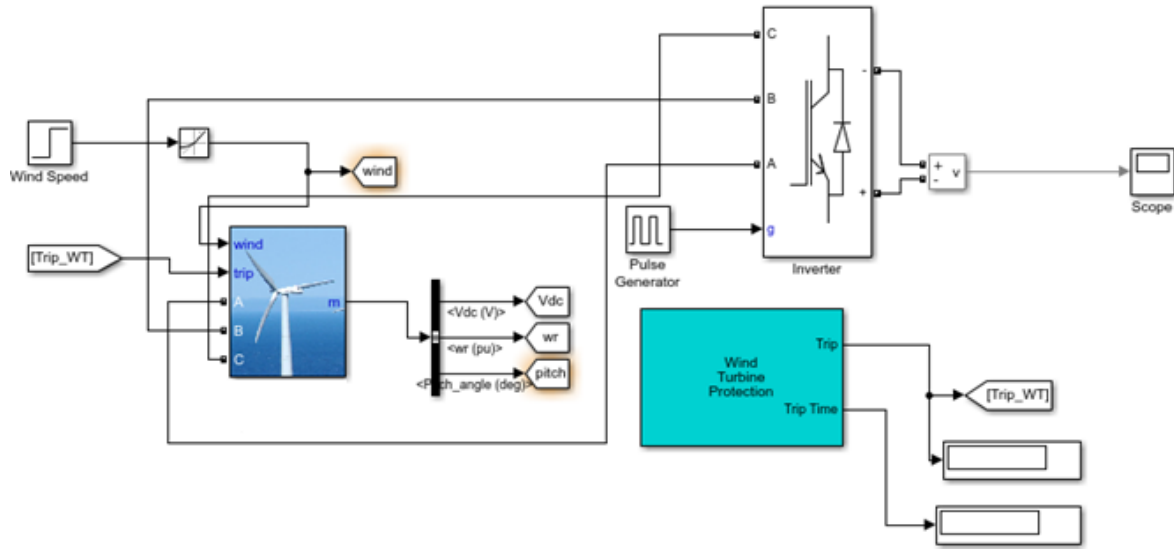 C
B
A
g
-
+
Inverter
Wind Speed
wind
+
-
v
Scope
[Trip_WT]
wind
trip
A
B
C
m
Pulse
Generator
Vdc
<Vdc (V)>
wr
<wr (pu)>
pitch
<Pitch_angle (deg)>
Wind
Turbine
Protection
Trip
Trip Time
[Trip_WT]